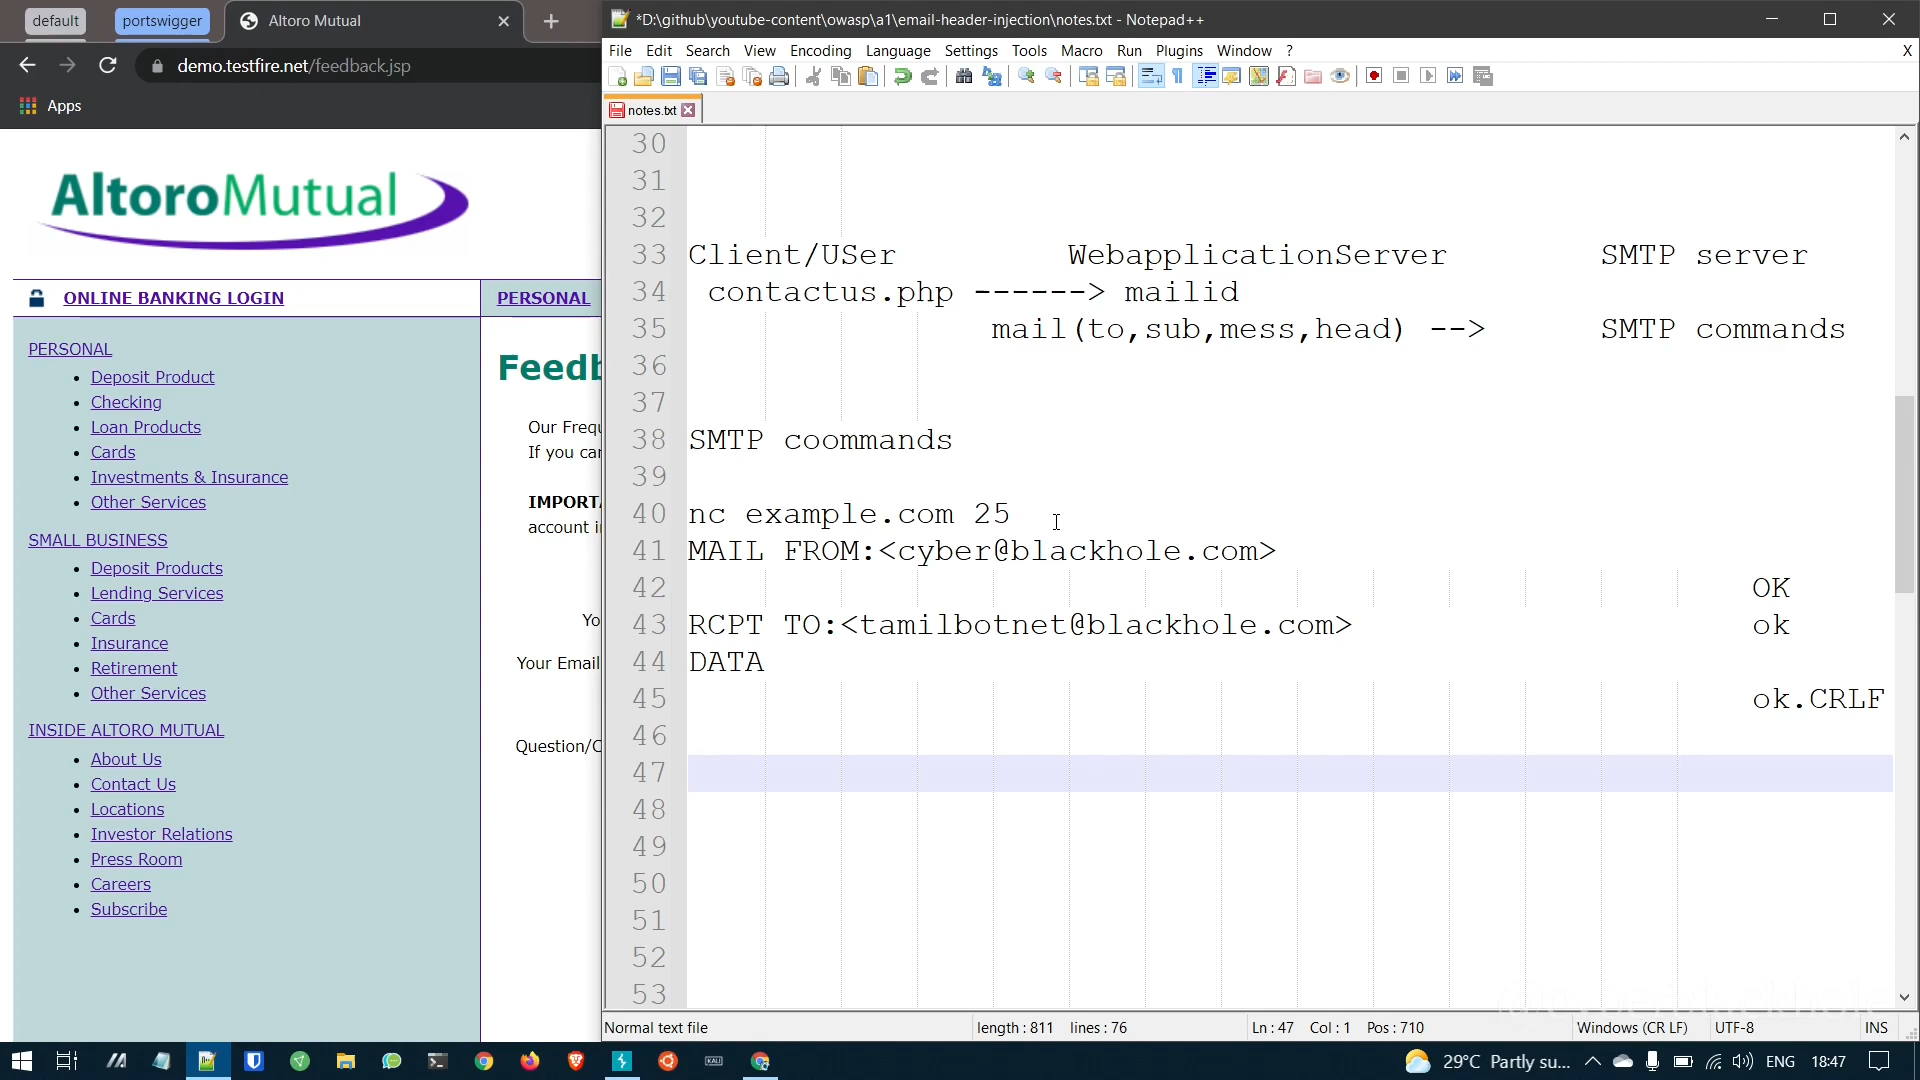 default portswigger Altoro Mutual
*D:\github\youtube-content\owasp\a1\email-header-injection\notes.txt - Notepad++
File Edit Search View Encoding Language Settings Tools Macro Run Plugins Window ? X
demo.testfire.net/feedback.jsp
Apps
notes.txt
AltoroMutual
ONLINE BANKING LOGIN
PERSONAL
PERSONAL
Deposit Product
Checking
Loan Products
Cards
Investments & Insurance
Other Services
SMALL BUSINESS
Deposit Products
Lending Services
Cards
Insurance
Retirement
Other Services
INSIDE ALTORO MUTUAL
About Us
Contact Us
Locations
Investor Relations
Press Room
Careers
Subscribe
Feedb
Our Frequ
If you can
IMPORTA
account i
Yo
Your Email
Question/C
30
31
32
33 Client/USer WebapplicationServer SMTP server
34 contactus.php ------> mailid
35 mail(to,sub,mess,head) --> SMTP commands
36
37
38 SMTP coommands
39
40 nc example.com 25
41 MAIL FROM:<cyber@blackhole.com>
42 OK
43 RCPT TO:<tamilbotnet@blackhole.com> ok
44 DATA
45 ok.CRLF
46
47
48
49
50
51
52
53
Normal text file length : 811 lines : 76 Ln : 47 Col : 1 Pos : 710 Windows (CR LF) UTF-8 INS
29°C Partly su... ENG 18:47